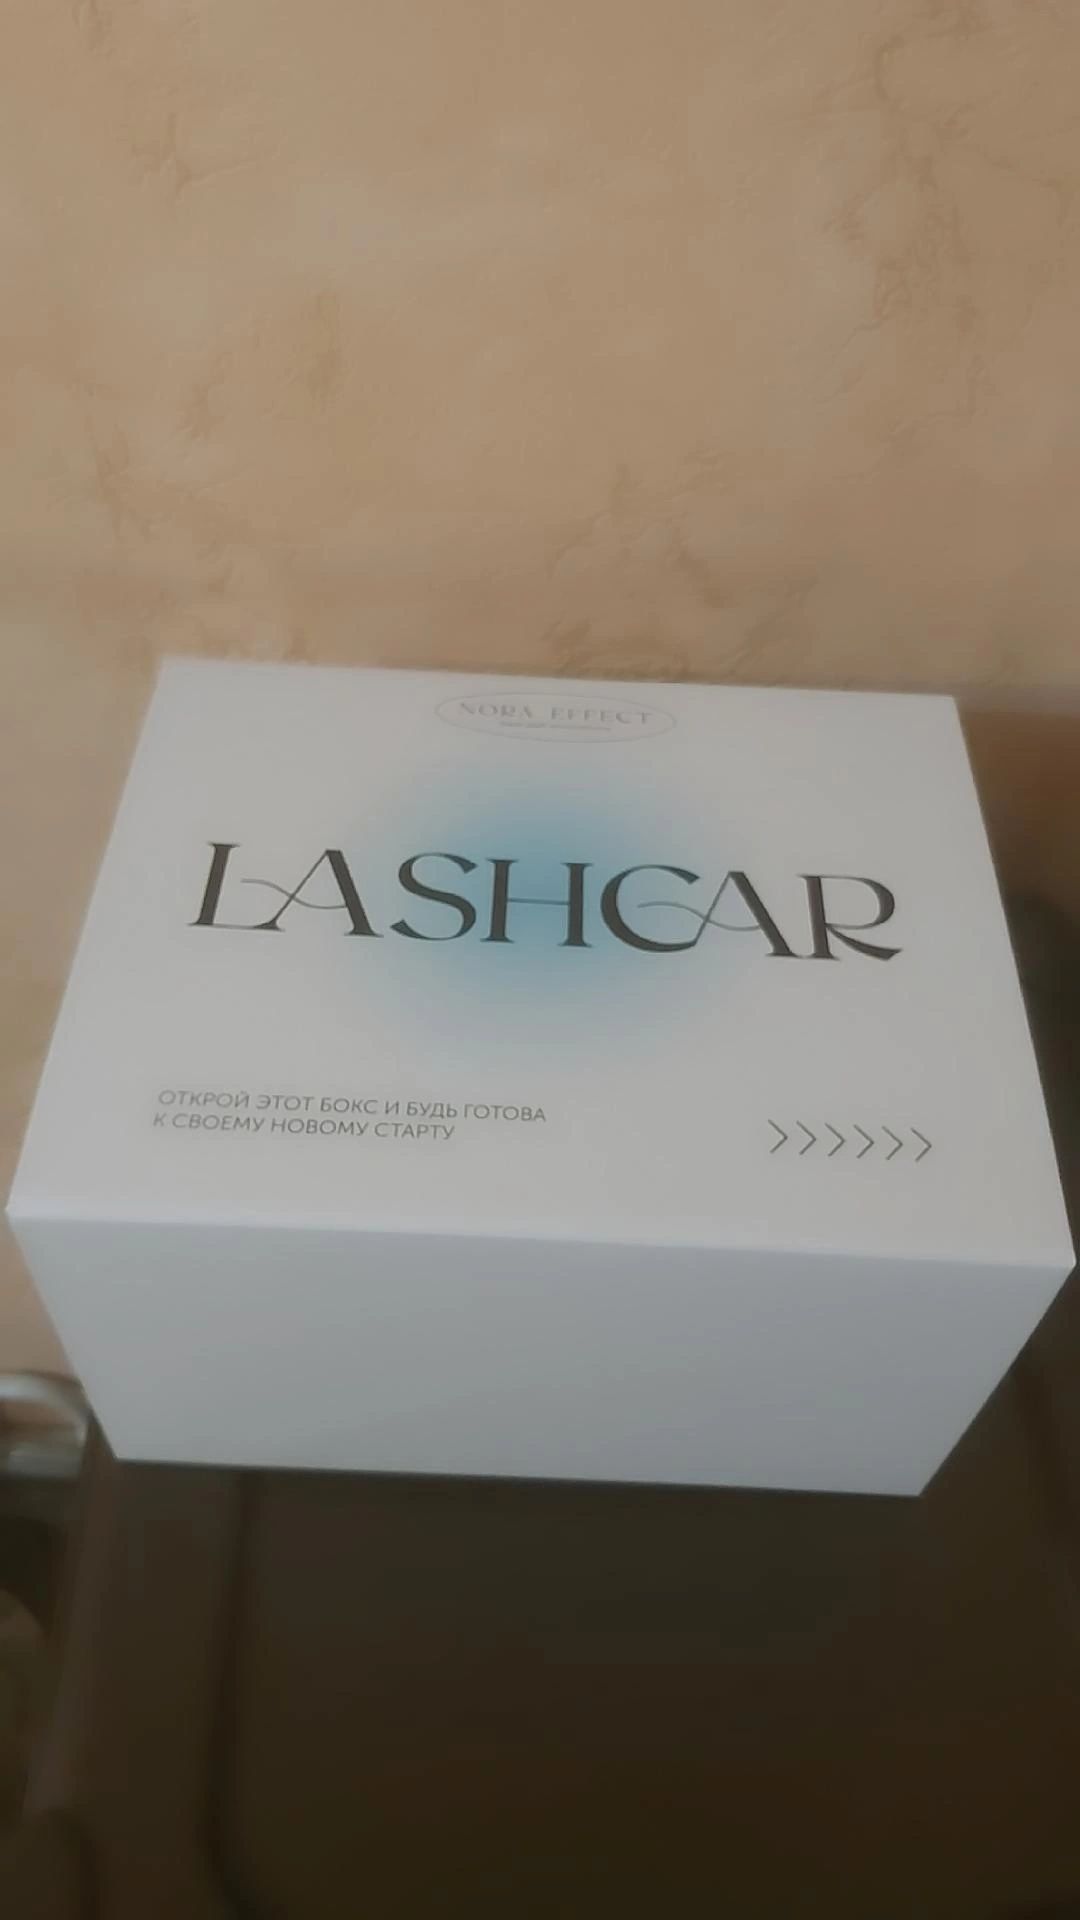 NORA EFFECT
LASHCAR
ОТКРОЙ ЭТОТ БОКС И БУДЬ ГОТОВА
К СВОЕМУ НОВОМУ СТАРТУ